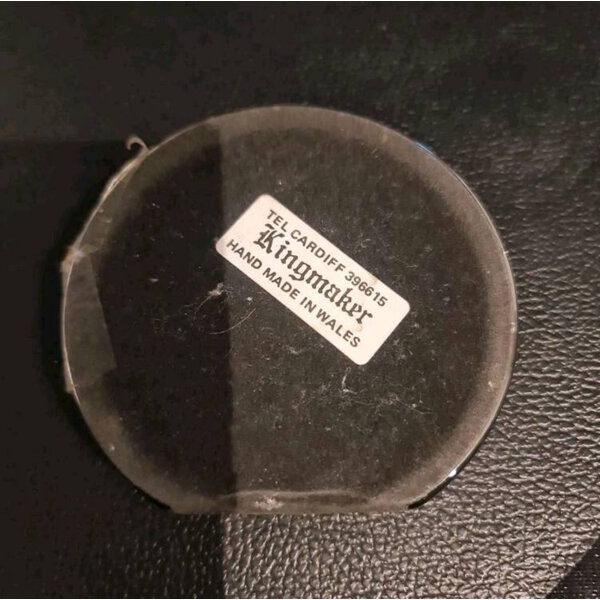 TEL CARDIFF 396615
Kingmaker
HAND MADE IN WALES